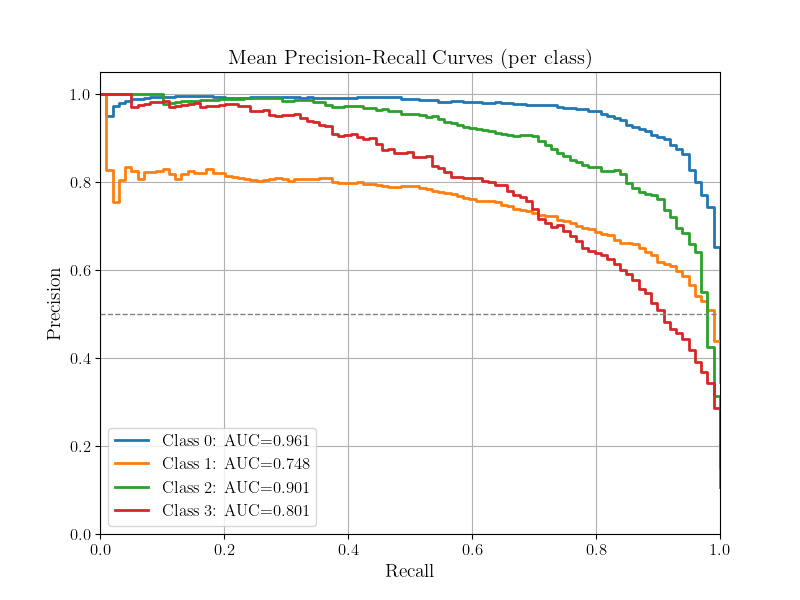 Mean Precision-Recall Curves (per class)
Precision
1.0
0.8
0.6
0.4
0.2
0.0
Class 0: AUC=0.961
Class 1: AUC=0.748
Class 2: AUC=0.901
Class 3: AUC=0.801
0.0 0.2 0.4 0.6 0.8 1.0
Recall